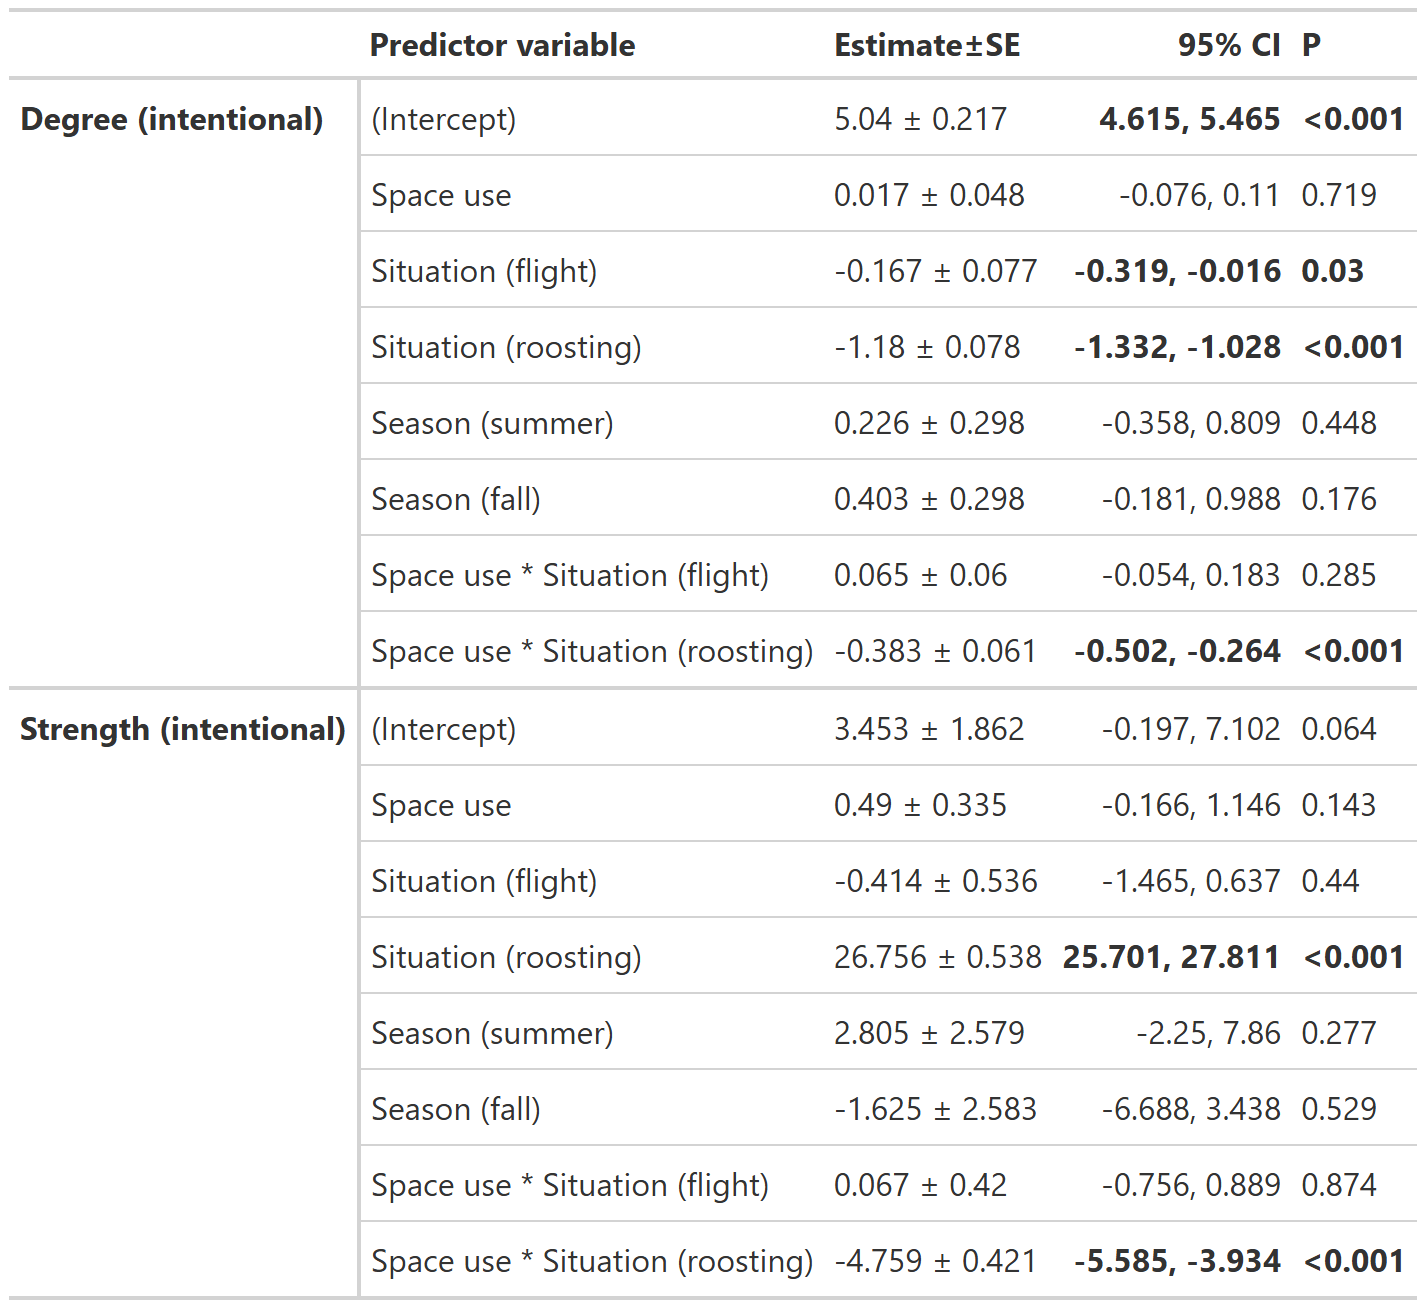 Predictor variable Estimate±SE 95% CI P
Degree (intentional) (Intercept) 5.04 ± 0.217 4.615, 5.465 <0.001
Space use 0.017 ± 0.048 -0.076, 0.11 0.719
Situation (flight) -0.167 ± 0.077 -0.319, -0.016 0.03
Situation (roosting) -1.18 ± 0.078 -1.332, -1.028 <0.001
Season (summer) 0.226 ± 0.298 -0.358, 0.809 0.448
Season (fall) 0.403 ± 0.298 -0.181, 0.988 0.176
Space use * Situation (flight) 0.065 ± 0.06 -0.054, 0.183 0.285
Space use * Situation (roosting) -0.383 ± 0.061 -0.502, -0.264 <0.001
Strength (intentional) (Intercept) 3.453 ± 1.862 -0.197, 7.102 0.064
Space use 0.49 ± 0.335 -0.166, 1.146 0.143
Situation (flight) -0.414 ± 0.536 -1.465, 0.637 0.44
Situation (roosting) 26.756 ± 0.538 25.701, 27.811 <0.001
Season (summer) 2.805 ± 2.579 -2.25, 7.86 0.277
Season (fall) -1.625 ± 2.583 -6.688, 3.438 0.529
Space use * Situation (flight) 0.067 ± 0.42 -0.756, 0.889 0.874
Space use * Situation (roosting) -4.759 ± 0.421 -5.585, -3.934 <0.001